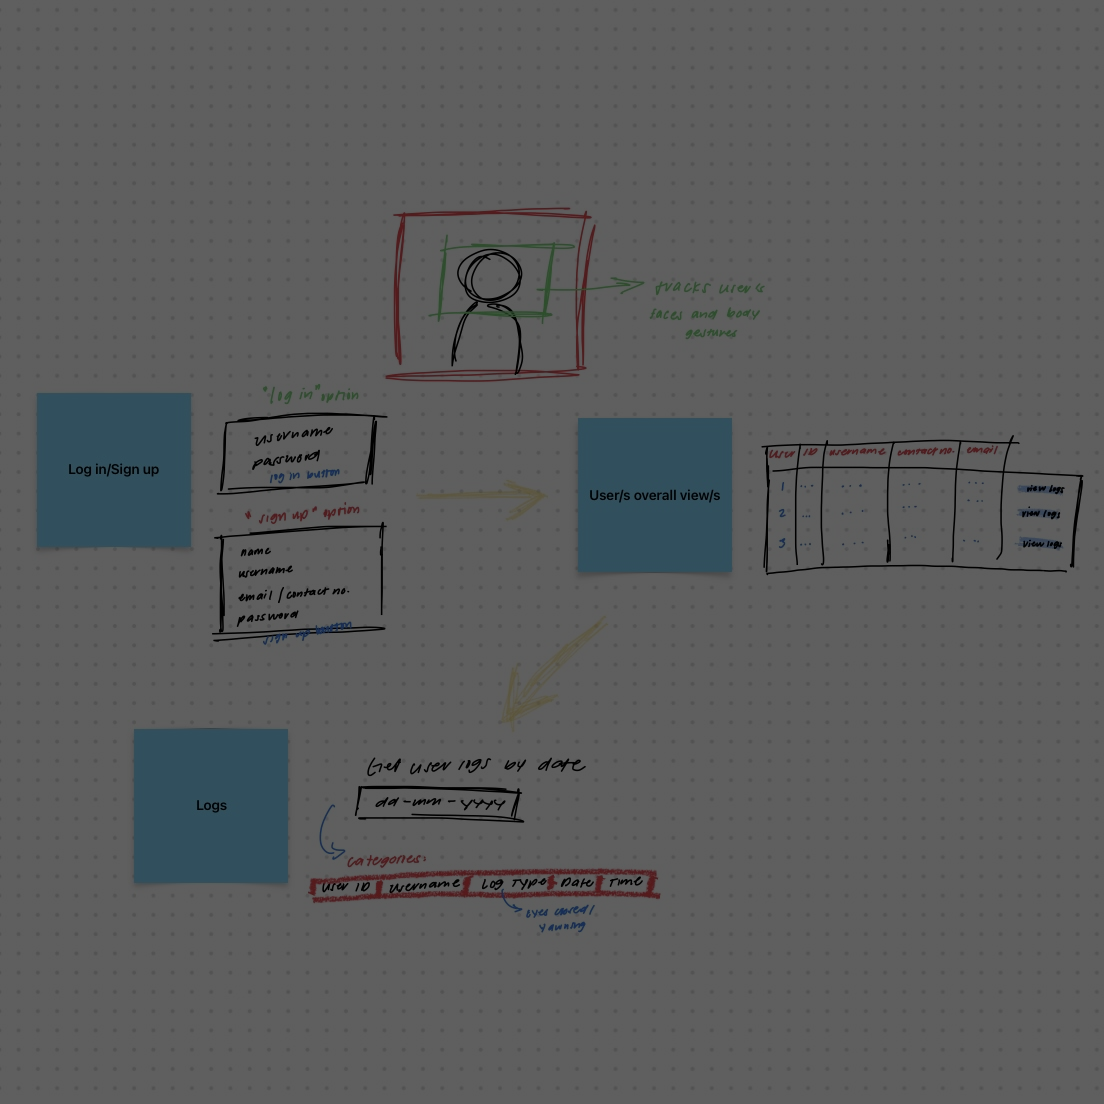 tracks user/s
faces and body
gestures
"log in" option
username
password
log in button
Log in/Sign up
"sign up" option
name
username
email / contact no.
password
sign up button
User/s overall view/s
User ID username contact no. email
1 ... .... .... ... view logs
2 ... .... .... ... view logs
3 ... .... ... ... view logs
Logs
Get user logs by date
dd-mm-yyyy
categories:
User ID Username Log Type Date Time
eyes closed/
yawning